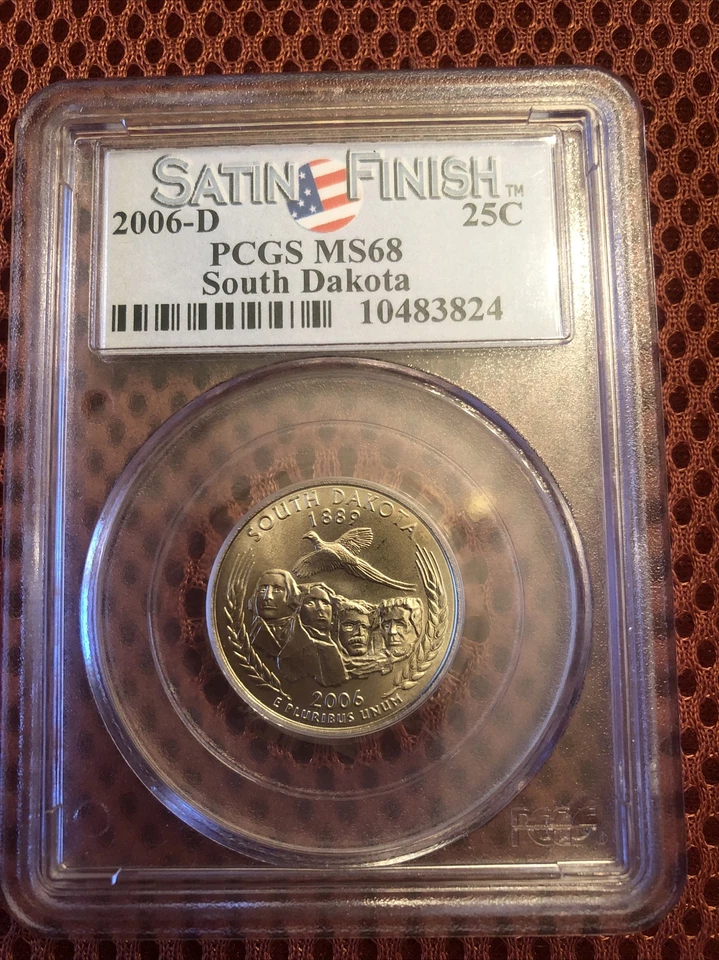 SATIN FINISH™
2006-D 25C
PCGS MS68
South Dakota
10483824
SOUTH DAKOTA
1889
2006
E PLURIBUS UNUM
PCGS